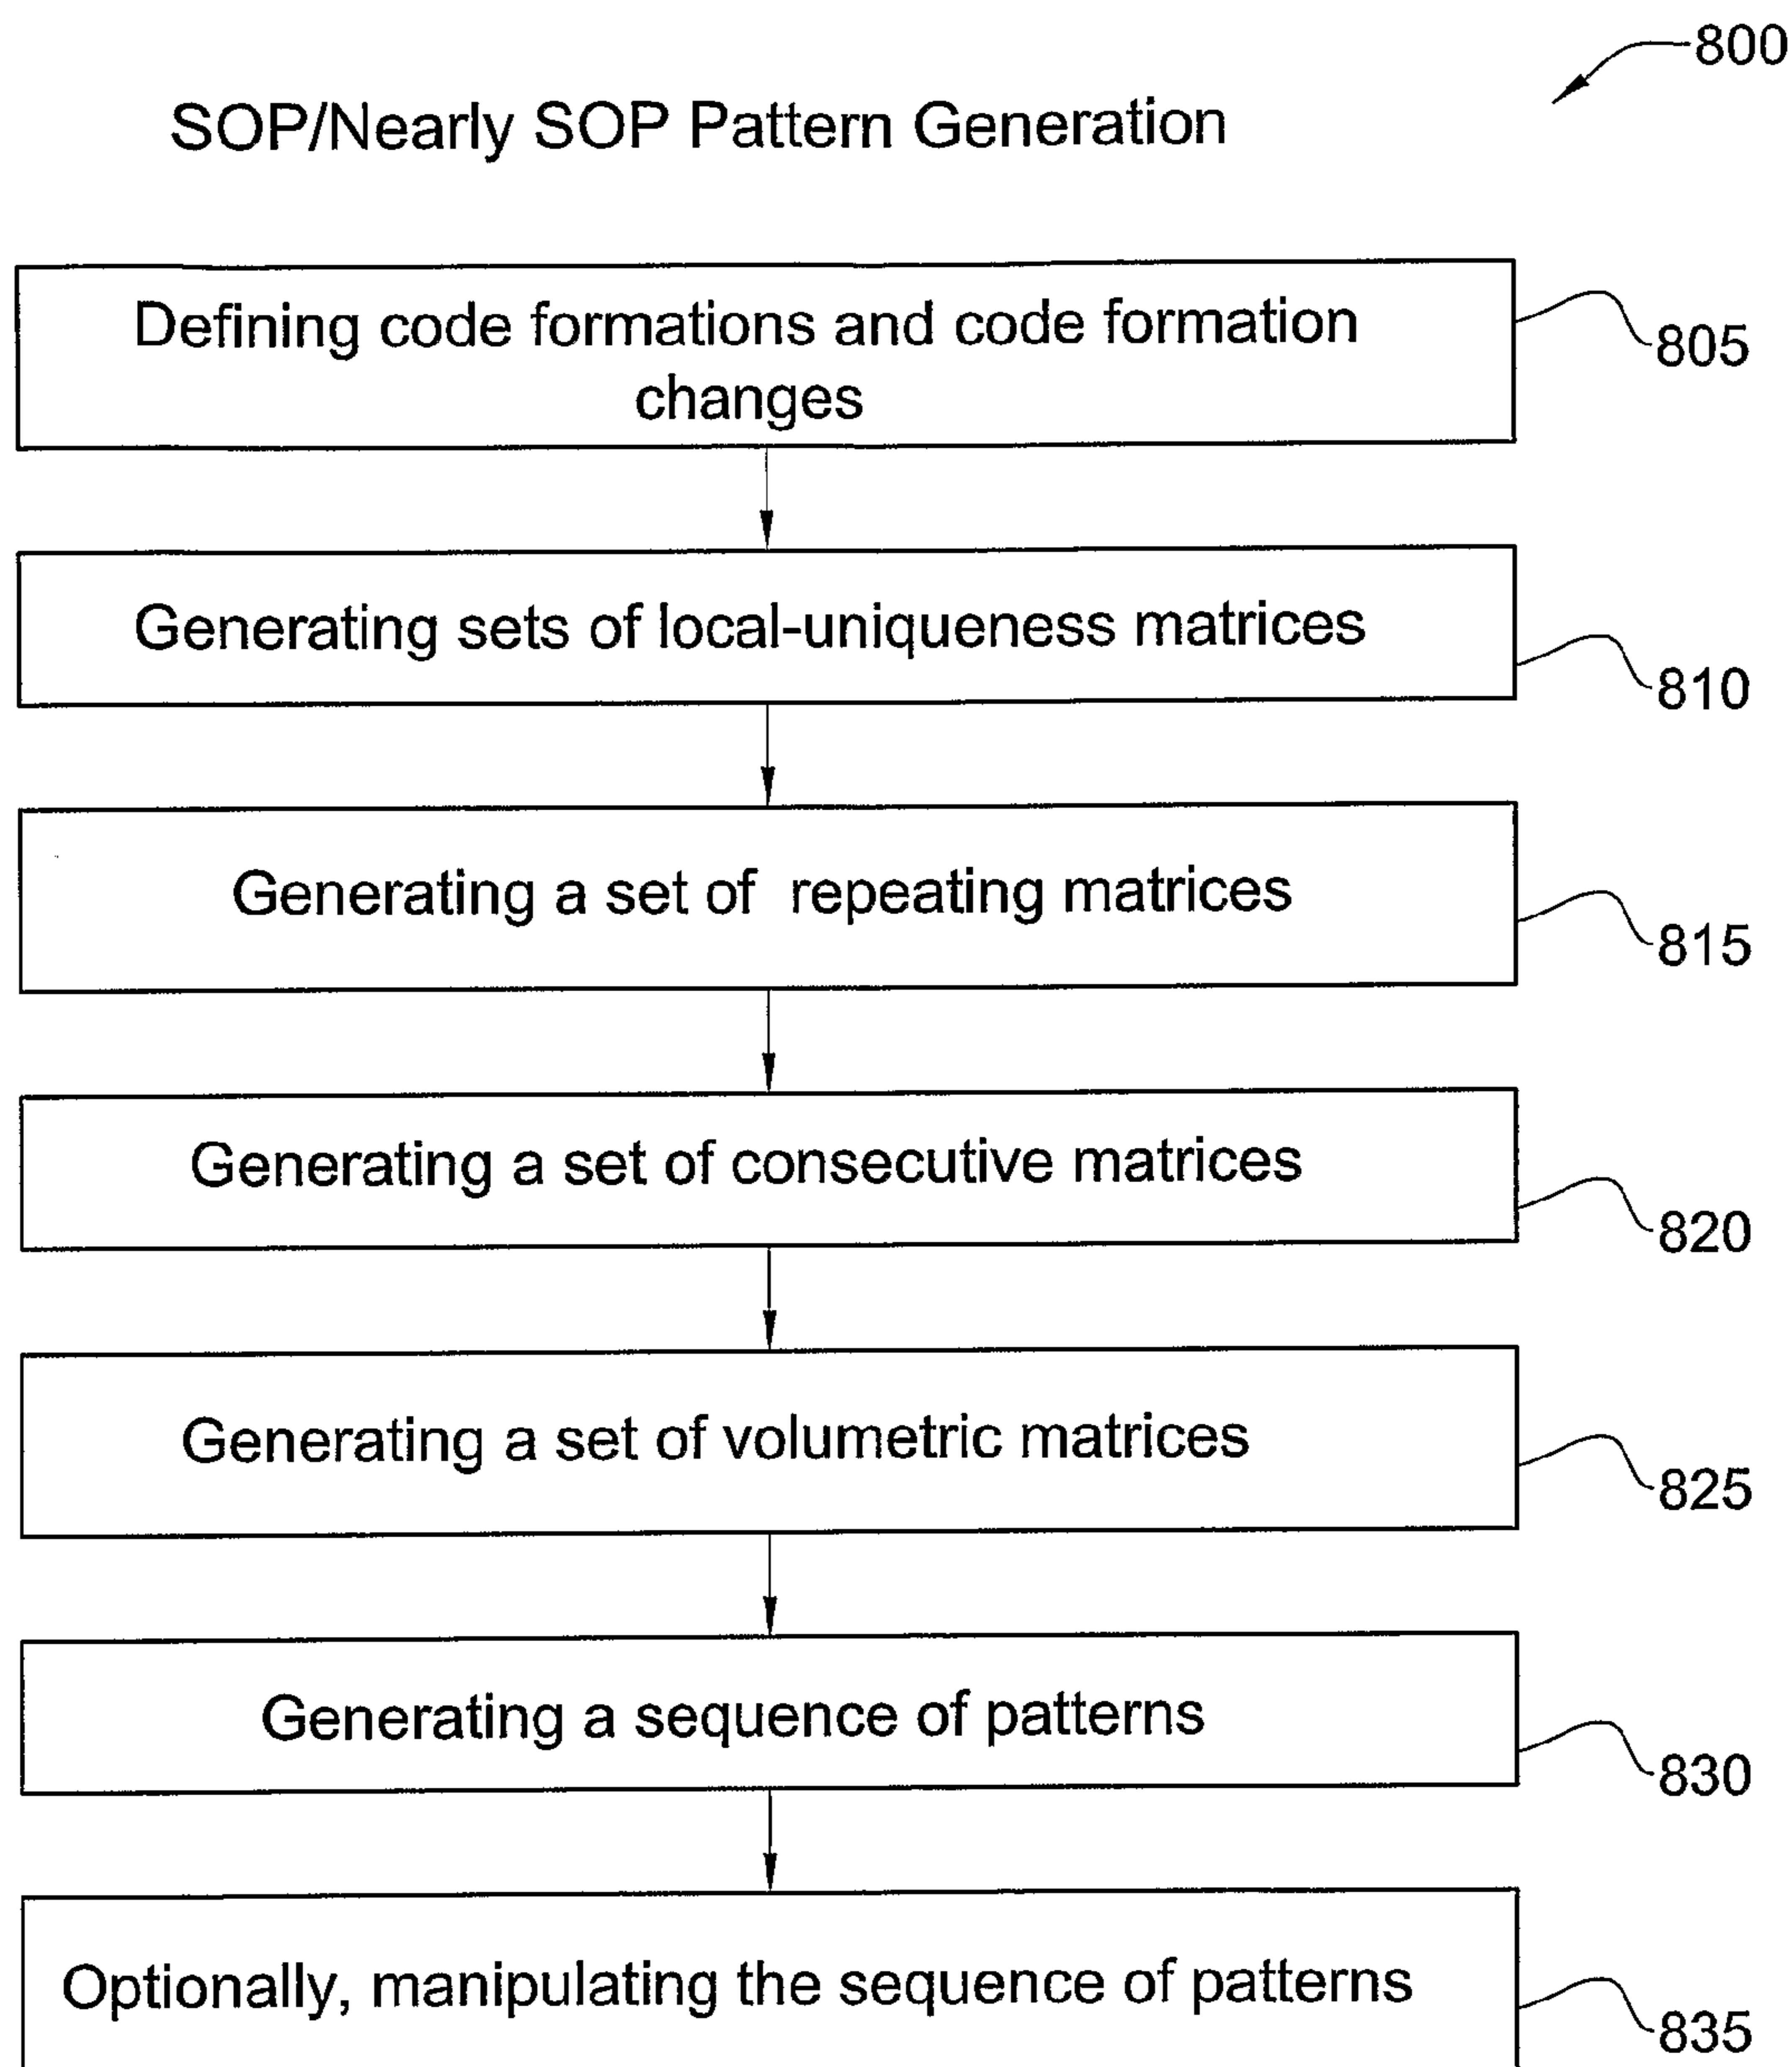 800
SOP/Nearly SOP Pattern Generation
Defining code formations and code formation
changes
805
Generating sets of local-uniqueness matrices
810
Generating a set of repeating matrices
815
Generating a set of consecutive matrices
820
Generating a set of volumetric matrices
825
Generating a sequence of patterns
830
Optionally, manipulating the sequence of patterns
835